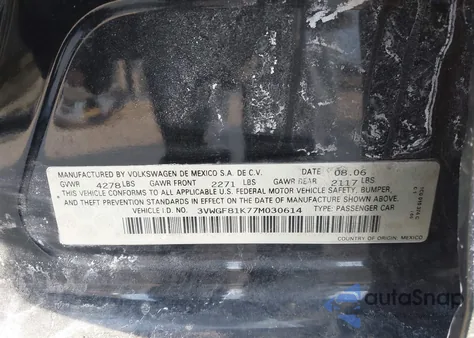 MANUFACTURED BY VOLKSWAGEN DE MEXICO S.A. DE C.V. 08.06
GVWR 4278 LBS GAWR FRONT 2271 LBS GAWR REAR 2117 LBS
THIS VEHICLE CONFORMS TO ALL APPLICABLE U.S. FEDERAL MOTOR VEHICLE SAFETY, BUMPER,
AND THEFT PREVENTION STANDARDS IN EFFECT ON THE
DATE OF MANUFACTURE SHOWN ABOVE.
VEHICLE I.D. NO. 3VWGF81K77M030614 TYPE: PASSENGER CAR
COUNTRY OF ORIGIN: MEXICO
autoSnap